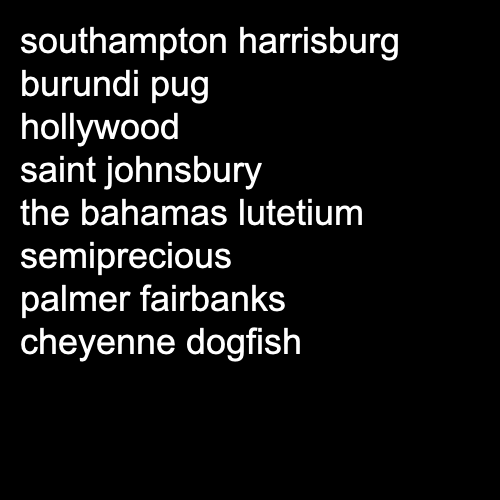 southampton harrisburg
burundi pug
hollywood
saint johnsbury
the bahamas lutetium
semiprecious
palmer fairbanks
cheyenne dogfish